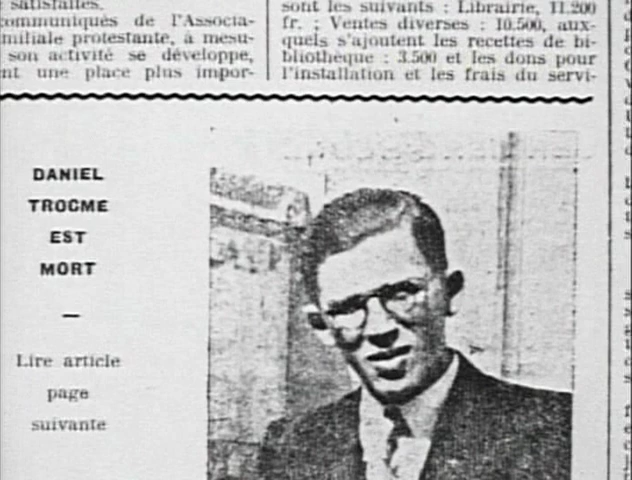 satisfaites.
communiqués de l'Associa-
miliale protestante, à mesu-
son activité se développe,
nt une place plus impor-
sont les suivants : Librairie, 11.200
fr. ; Ventes diverses : 10.500, aux-
quels s'ajoutent les recettes de bi-
bliothèque : 3.500 et les dons pour
l'installation et les frais du servi-
DANIEL
TROCME
EST
MORT
—
Lire article
page
suivante